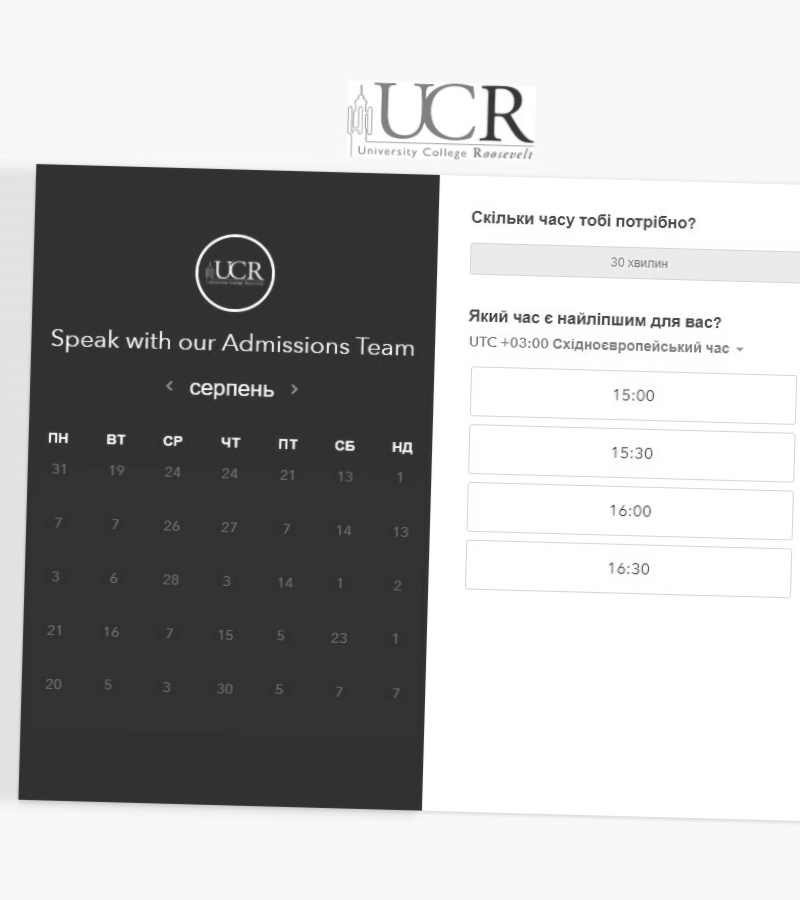 UCR
University College Roosevelt
UCR
University College Roosevelt
Speak with our Admissions Team
серпень
ПН ВТ СР ЧТ ПТ СБ НД
31 19 24 24 21 13 1
7 7 26 27 7 14 13
3 6 28 3 14 1 2
21 16 7 15 5 23 1
20 5 3 30 5 7 7
Скільки часу тобі потрібно?
30 хвилин
Який час є найліпшим для вас?
UTC +03:00 Східноєвропейський час
15:00
15:30
16:00
16:30